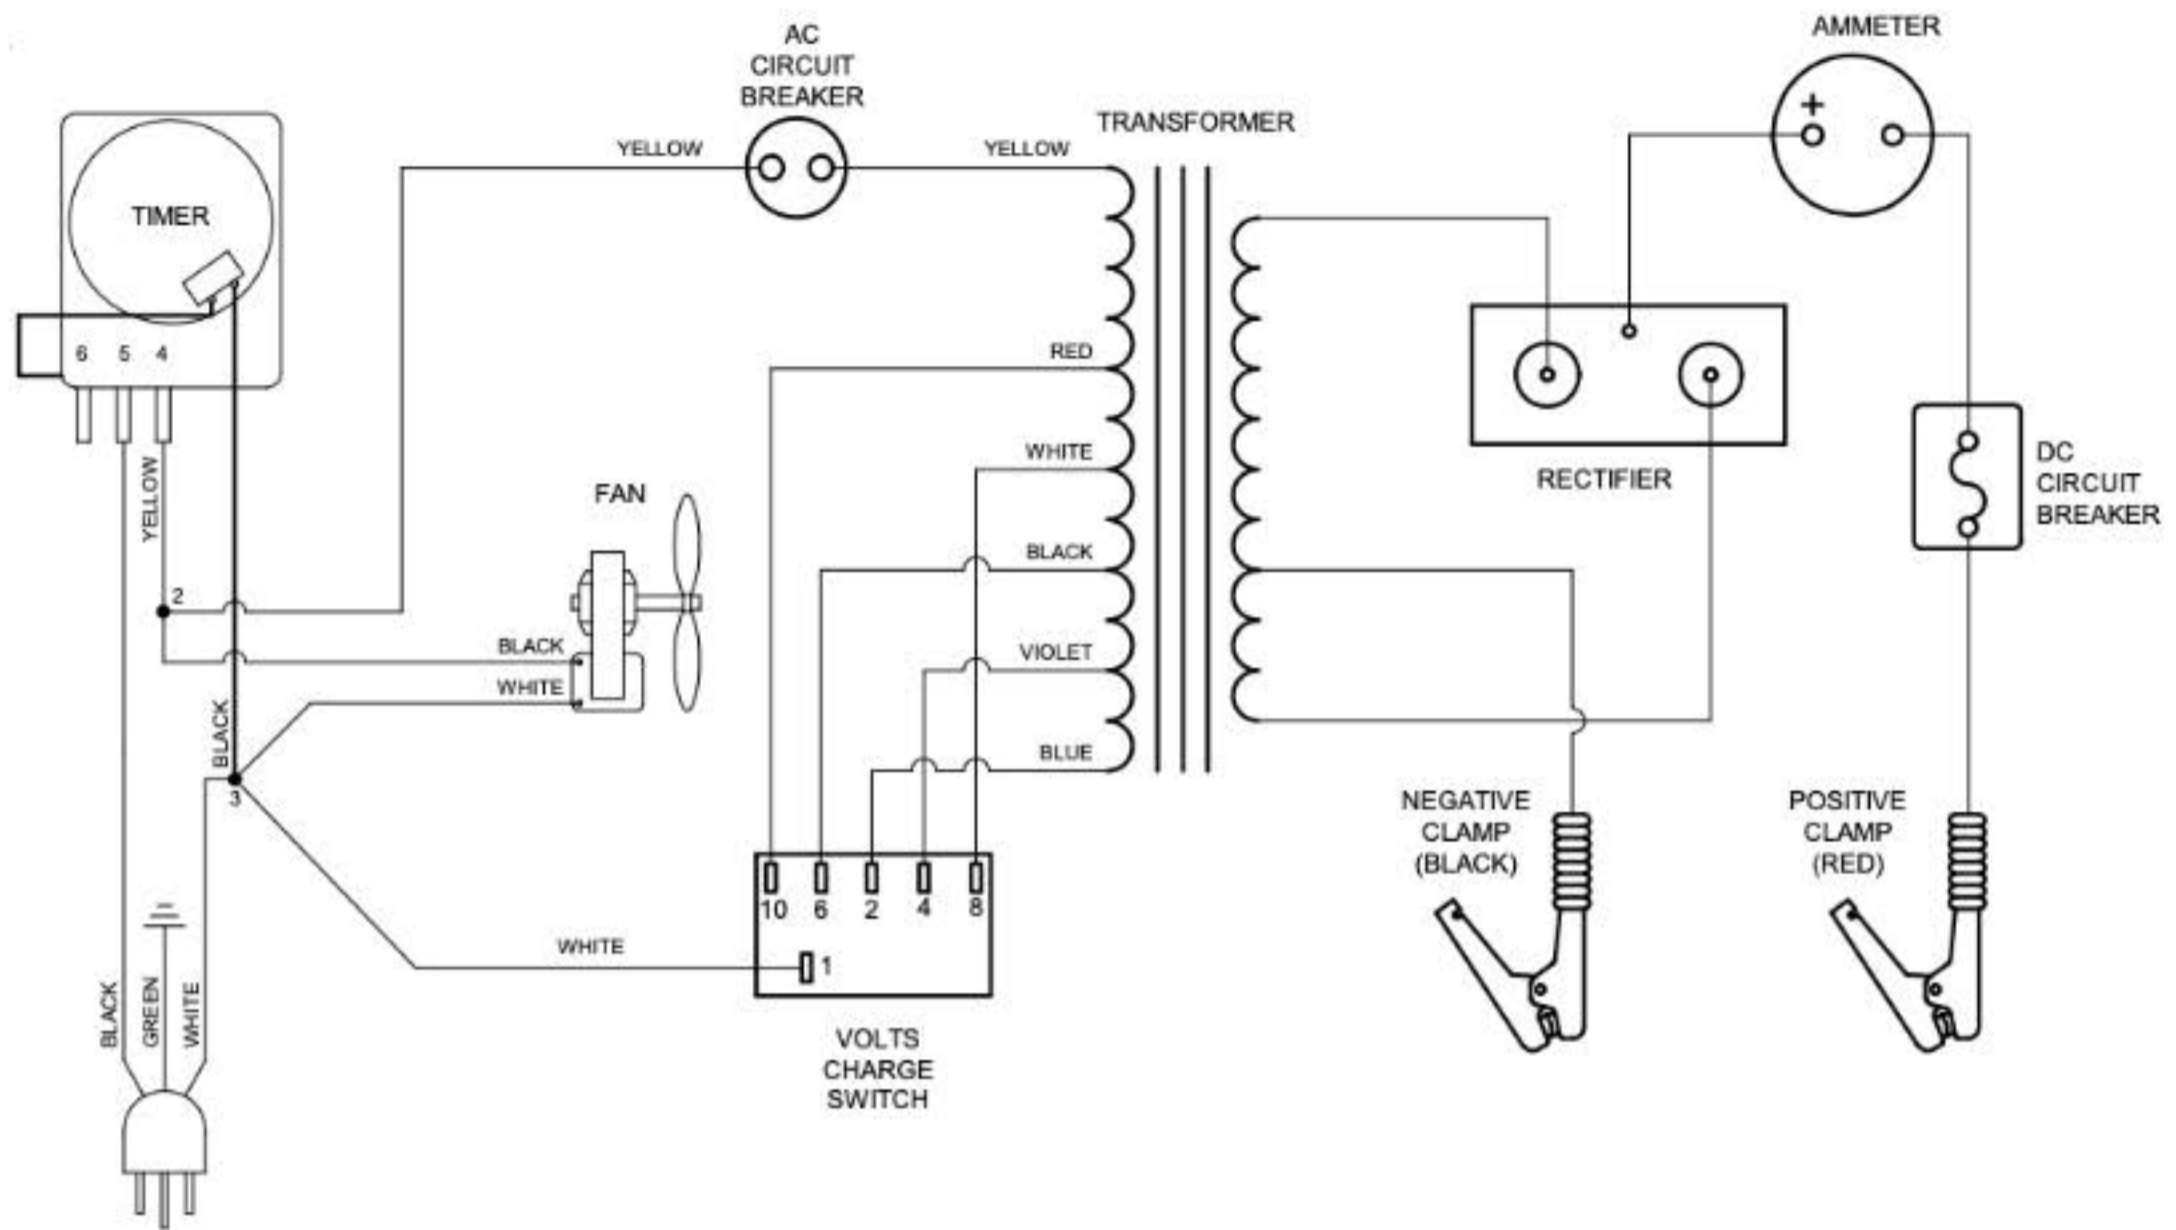 AC
CIRCUIT
BREAKER
AMMETER
+
TRANSFORMER
YELLOW
YELLOW
TIMER
6 5 4
RED
WHITE
BLACK
VIOLET
BLUE
YELLOW
2
FAN
BLACK
WHITE
BLACK
3
RECTIFIER
DC
CIRCUIT
BREAKER
NEGATIVE
CLAMP
(BLACK)
POSITIVE
CLAMP
(RED)
10 6 2 4 8
1
WHITE
BLACK
GREEN
WHITE
VOLTS
CHARGE
SWITCH